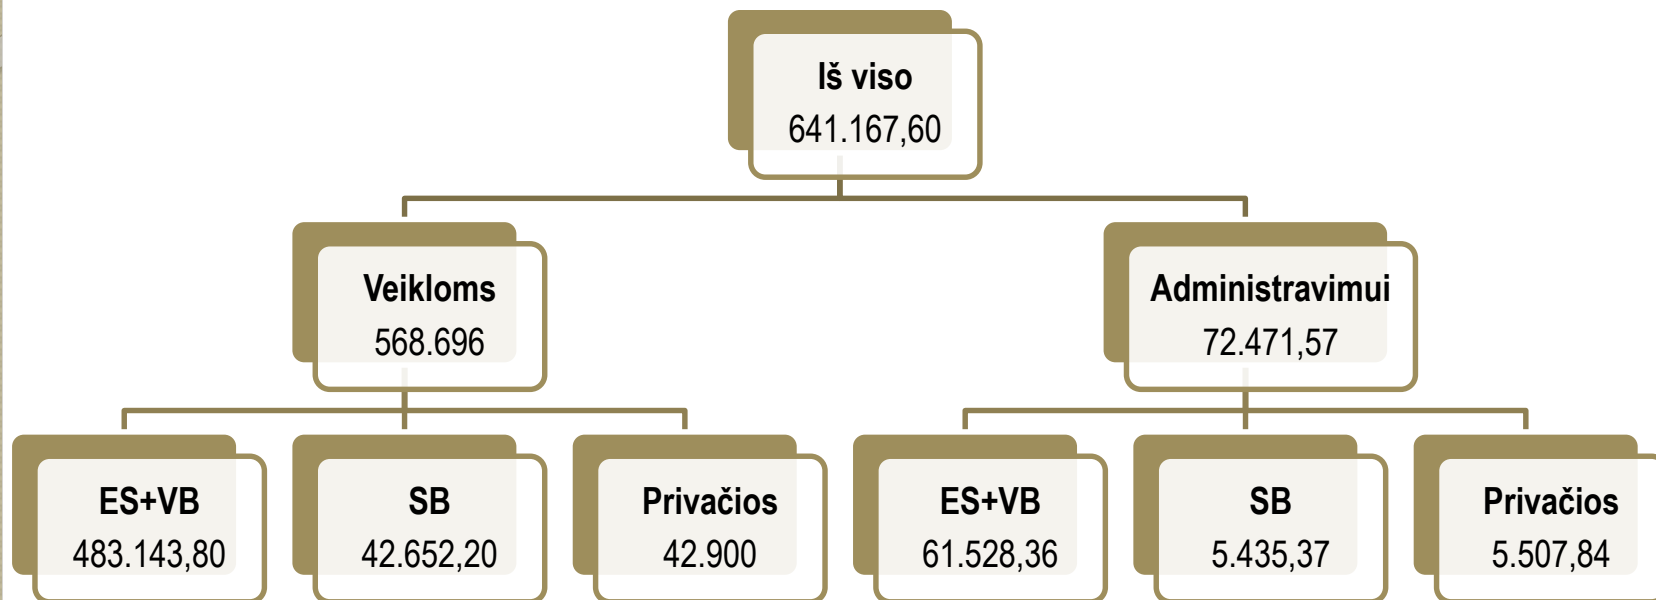 Iš viso
641.167,60
Veikloms
568.696
Administravimui
72.471,57
ES+VB
483.143,80
SB
42.652,20
Privačios
42.900
ES+VB
61.528,36
SB
5.435,37
Privačios
5.507,84